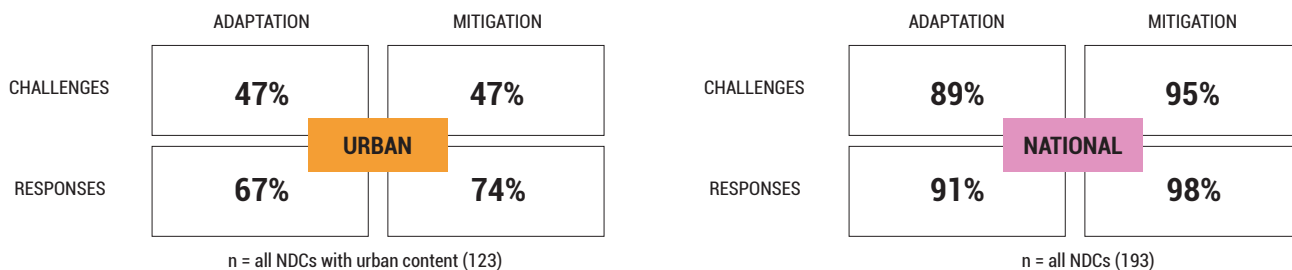 ADAPTATION MITIGATION
CHALLENGES 47% 47%
URBAN
RESPONSES 67% 74%
n = all NDCs with urban content (123)
ADAPTATION MITIGATION
CHALLENGES 89% 95%
NATIONAL
RESPONSES 91% 98%
n = all NDCs (193)